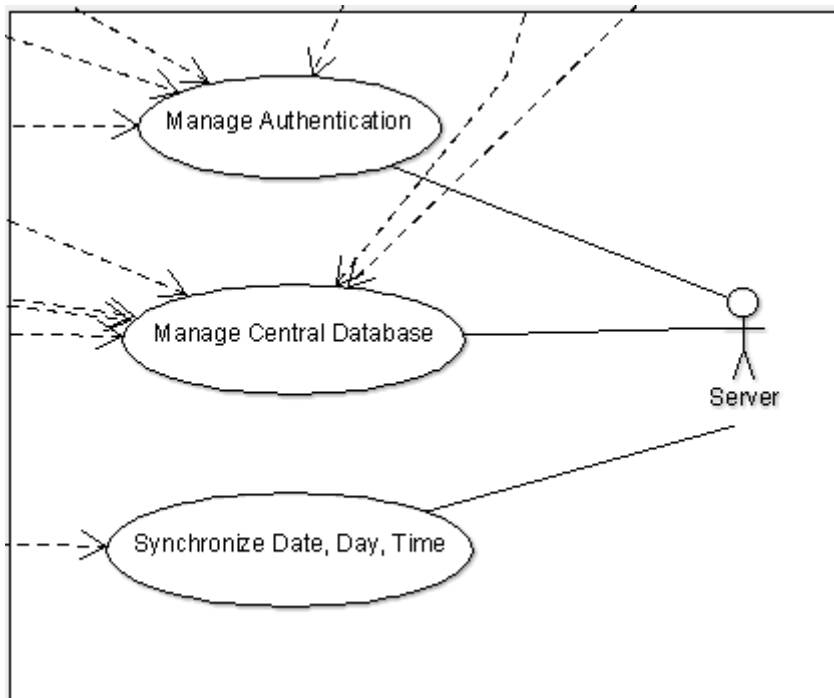 Manage Authentication
Manage Central Database
Server
Synchronize Date, Day, Time